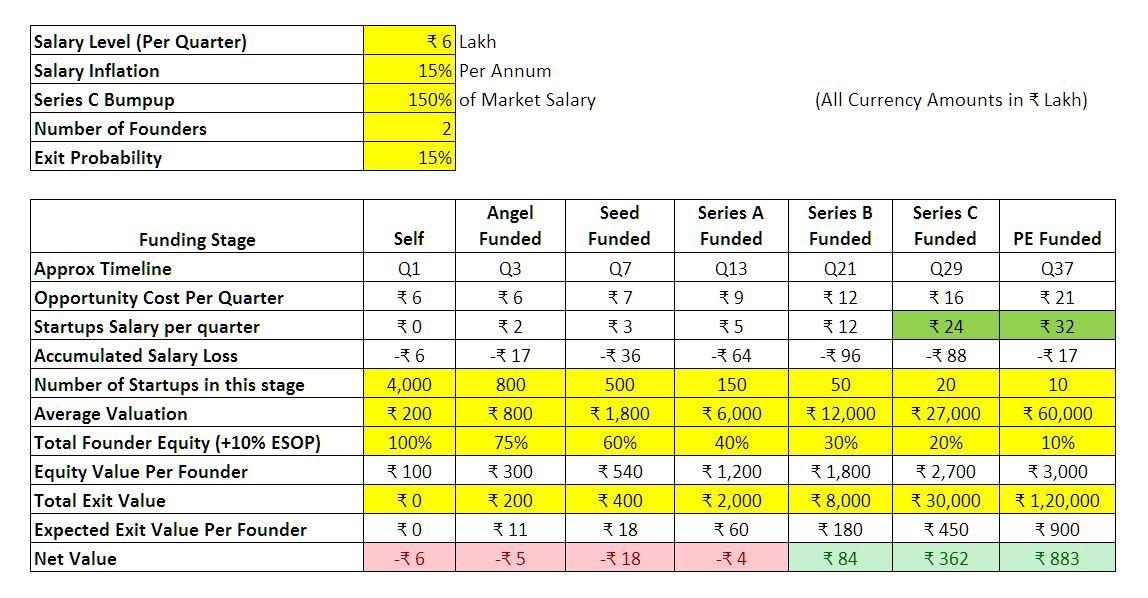 Salary Level (Per Quarter) ₹ 6 Lakh
Salary Inflation 15% Per Annum
Series C Bumpup 150% of Market Salary (All Currency Amounts in ₹ Lakh)
Number of Founders 2
Exit Probability 15%
Funding Stage Self Angel Funded Seed Funded Series A Funded Series B Funded Series C Funded PE Funded
Approx Timeline Q1 Q3 Q7 Q13 Q21 Q29 Q37
Opportunity Cost Per Quarter ₹ 6 ₹ 6 ₹ 7 ₹ 9 ₹ 12 ₹ 16 ₹ 21
Startups Salary per quarter ₹ 0 ₹ 2 ₹ 3 ₹ 5 ₹ 12 ₹ 24 ₹ 32
Accumulated Salary Loss -₹ 6 -₹ 17 -₹ 36 -₹ 64 -₹ 96 -₹ 88 -₹ 17
Number of Startups in this stage 4,000 800 500 150 50 20 10
Average Valuation ₹ 200 ₹ 800 ₹ 1,800 ₹ 6,000 ₹ 12,000 ₹ 27,000 ₹ 60,000
Total Founder Equity (+10% ESOP) 100% 75% 60% 40% 30% 20% 10%
Equity Value Per Founder ₹ 100 ₹ 300 ₹ 540 ₹ 1,200 ₹ 1,800 ₹ 2,700 ₹ 3,000
Total Exit Value ₹ 0 ₹ 200 ₹ 400 ₹ 2,000 ₹ 8,000 ₹ 30,000 ₹ 1,20,000
Expected Exit Value Per Founder ₹ 0 ₹ 11 ₹ 18 ₹ 60 ₹ 180 ₹ 450 ₹ 900
Net Value -₹ 6 -₹ 5 -₹ 18 -₹ 4 ₹ 84 ₹ 362 ₹ 883